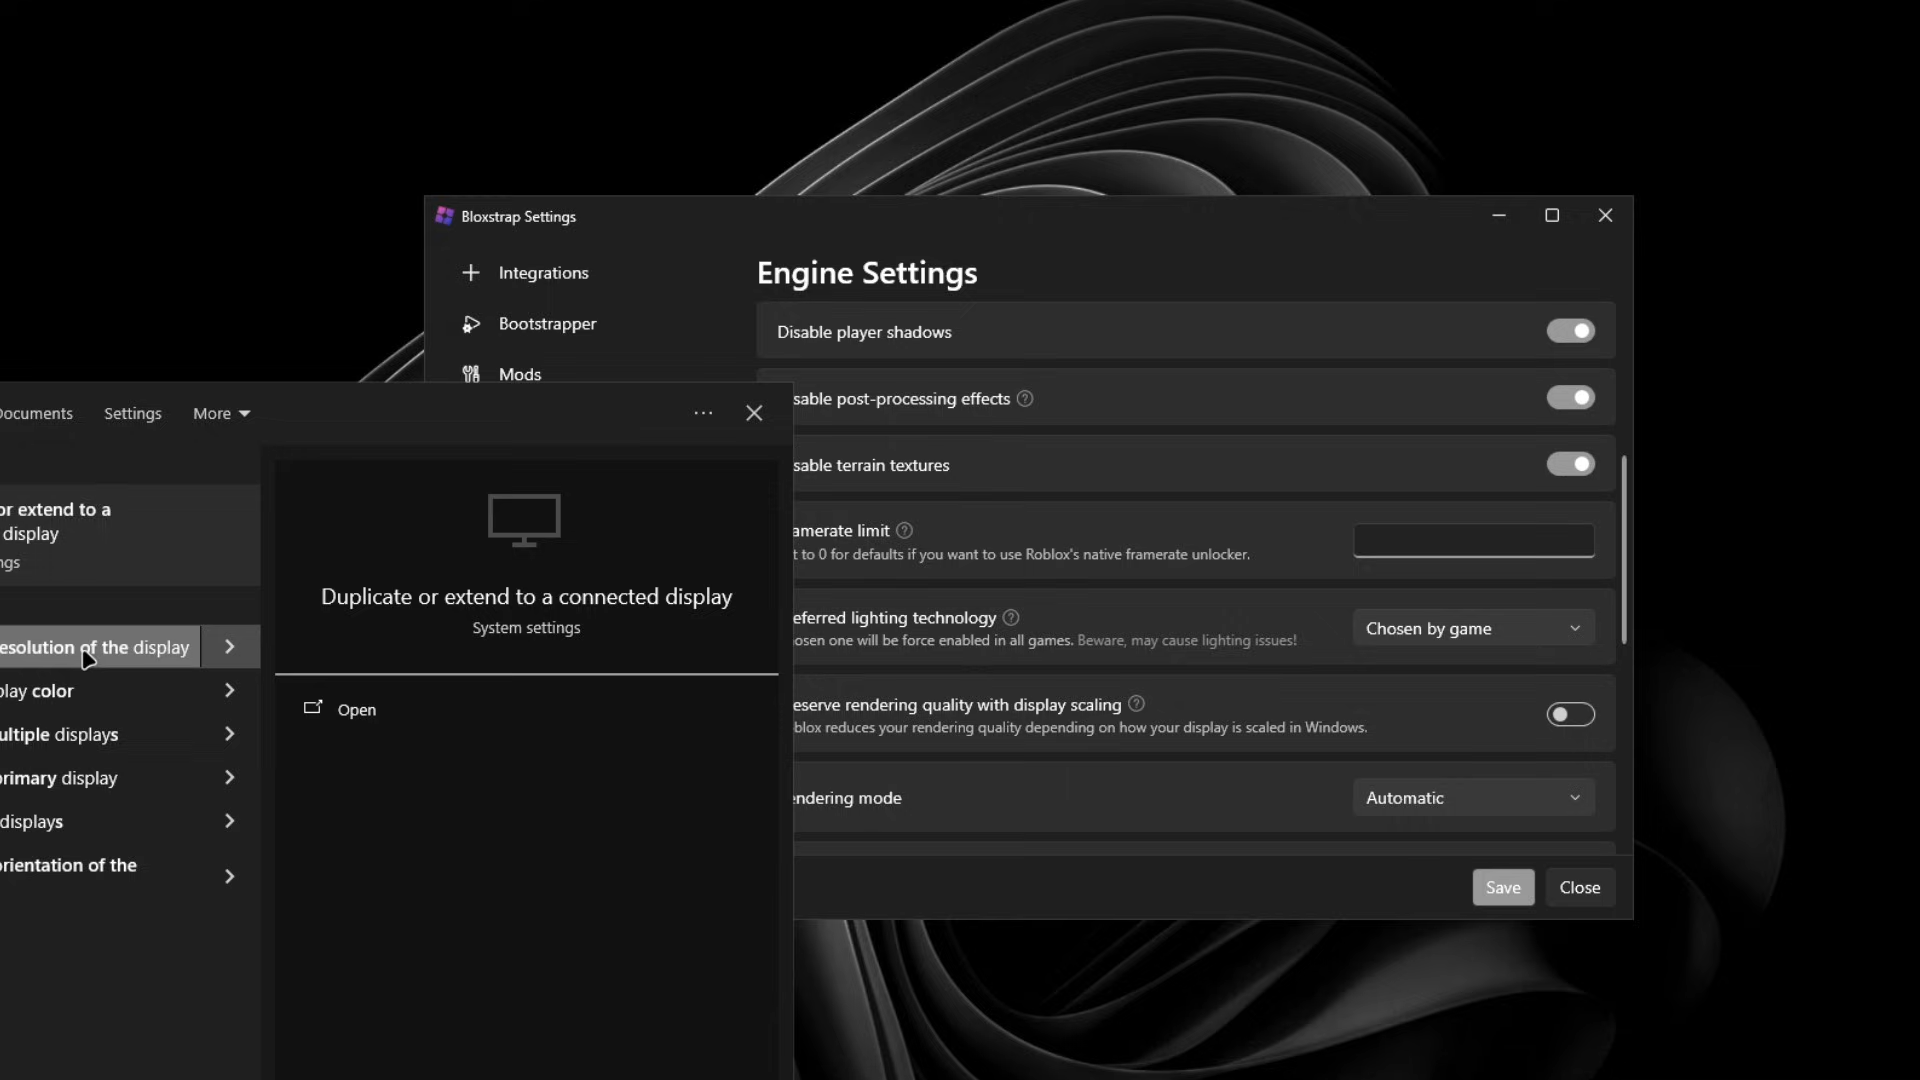 Bloxstrap Settings
Integrations
Bootstrapper
Mods
Engine Settings
Disable player shadows
sable post-processing effects
sable terrain textures
amerate limit
t to 0 for defaults if you want to use Roblox's native framerate unlocker.
eferred lighting technology
osen one will be force enabled in all games. Beware, may cause lighting issues!
Chosen by game
eserve rendering quality with display scaling
blox reduces your rendering quality depending on how your display is scaled in Windows.
endering mode
Automatic
Save
Close
Documents
Settings
More
or extend to a
display
ngs
esolution of the display
play color
ultiple displays
primary display
displays
orientation of the
Duplicate or extend to a connected display
System settings
Open